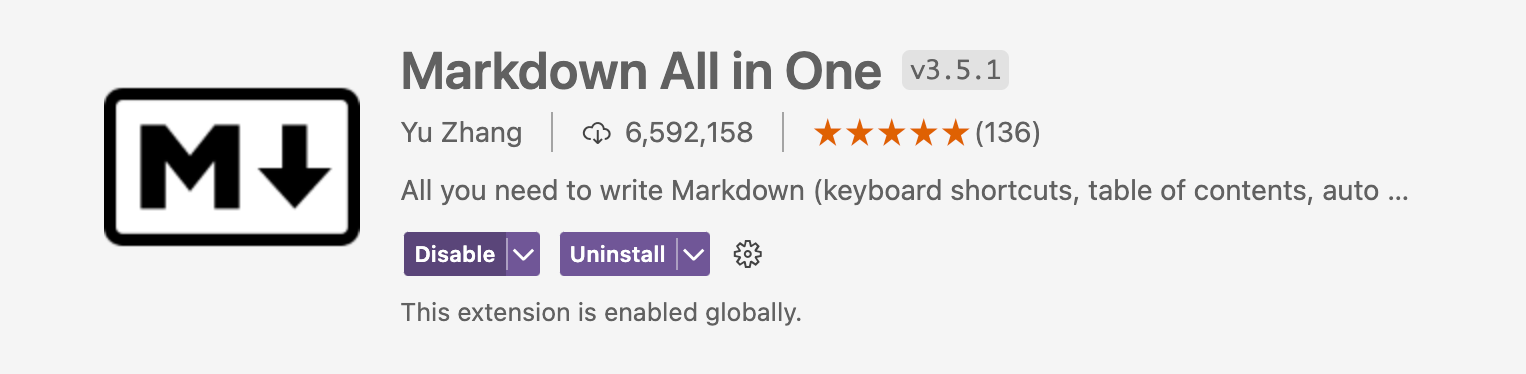 Markdown All in One v3.5.1
Yu Zhang 6,592,158 ★★★★★(136)
All you need to write Markdown (keyboard shortcuts, table of contents, auto ...
Disable Uninstall
This extension is enabled globally.
M